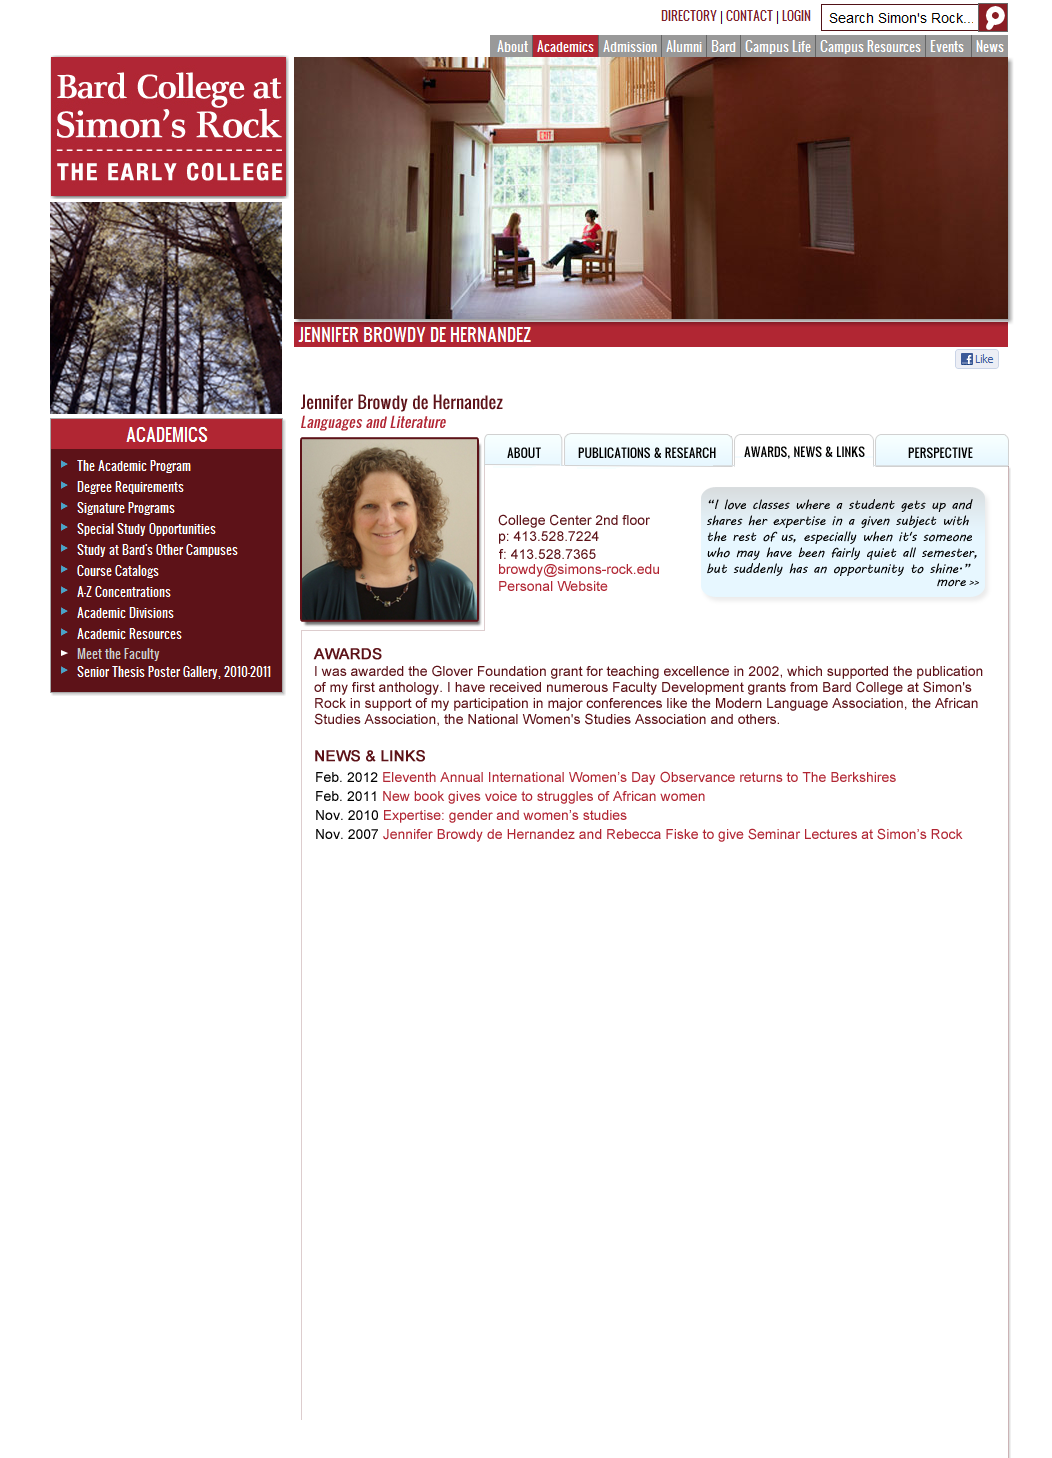 DIRECTORY | CONTACT | LOGIN
Search Simon's Rock...
About Academics Admission Alumni Bard Campus Life Campus Resources Events News
Bard College at
Simon's Rock
THE EARLY COLLEGE
EXIT
JENNIFER BROWDY DE HERNANDEZ
Like
ACADEMICS
The Academic Program
Degree Requirements
Signature Programs
Special Study Opportunities
Study at Bard's Other Campuses
Course Catalogs
A-Z Concentrations
Academic Divisions
Academic Resources
Meet the Faculty
Senior Thesis Poster Gallery, 2010-2011
Jennifer Browdy de Hernandez
Languages and Literature
ABOUT
PUBLICATIONS & RESEARCH
AWARDS, NEWS & LINKS
PERSPECTIVE
College Center 2nd floor
p: 413.528.7224
f: 413.528.7365
browdy@simons-rock.edu
Personal Website
“I love classes where a student gets up and
shares her expertise in a given subject with
the rest of us, especially when it's someone
who may have been fairly quiet all semester,
but suddenly has an opportunity to shine.”
more >>
AWARDS
I was awarded the Glover Foundation grant for teaching excellence in 2002, which supported the publication
of my first anthology. I have received numerous Faculty Development grants from Bard College at Simon's
Rock in support of my participation in major conferences like the Modern Language Association, the African
Studies Association, the National Women's Studies Association and others.
NEWS & LINKS
Feb. 2012 Eleventh Annual International Women's Day Observance returns to The Berkshires
Feb. 2011 New book gives voice to struggles of African women
Nov. 2010 Expertise: gender and women's studies
Nov. 2007 Jennifer Browdy de Hernandez and Rebecca Fiske to give Seminar Lectures at Simon's Rock